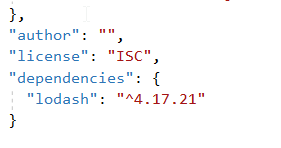 },
"author": "",
"license": "ISC",
"dependencies": {
"lodash": "^4.17.21"
}